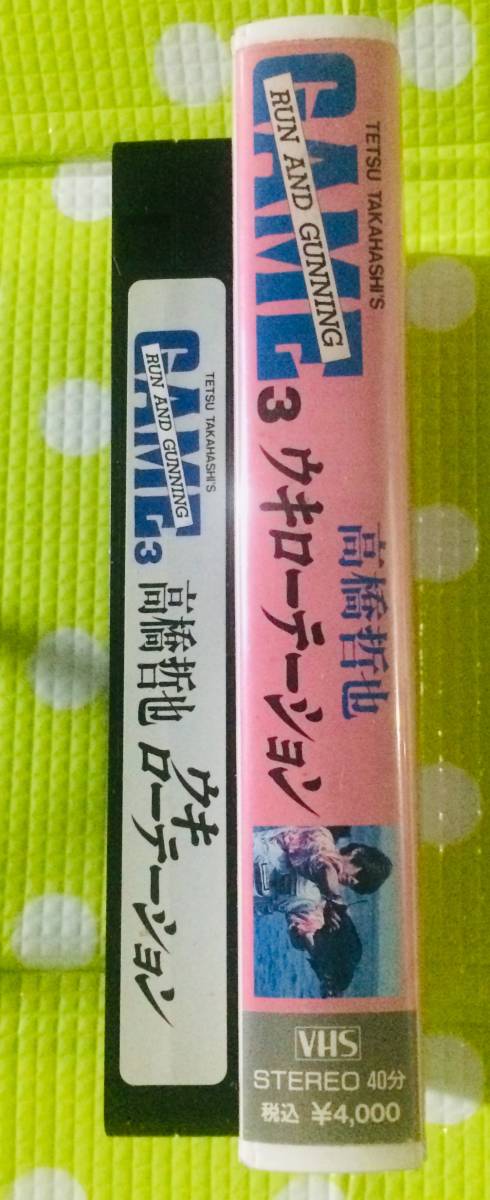 TETSU TAKAHASHI'S
GAME
RUN AND GUNNING
3
高橋哲也
ウキ
ローテーション
TETSU TAKAHASHI'S
GAME
RUN AND GUNNING
3
高橋哲也
ウキローテーション
VHS
STEREO 40分
税込 ¥4,000